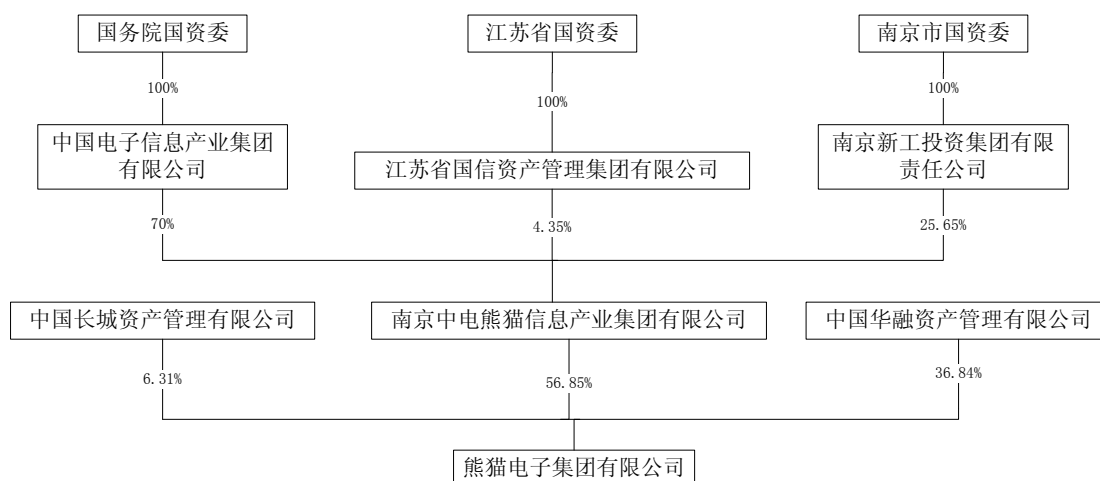 国务院国资委
江苏省国资委
南京市国资委
100%
100%
100%
中国电子信息产业集团
有限公司
江苏省国信资产管理集团有限公司
南京新工投资集团有限
责任公司
70%
4.35%
25.65%
中国长城资产管理有限公司
南京中电熊猫信息产业集团有限公司
中国华融资产管理有限公司
6.31%
56.85%
36.84%
熊猫电子集团有限公司